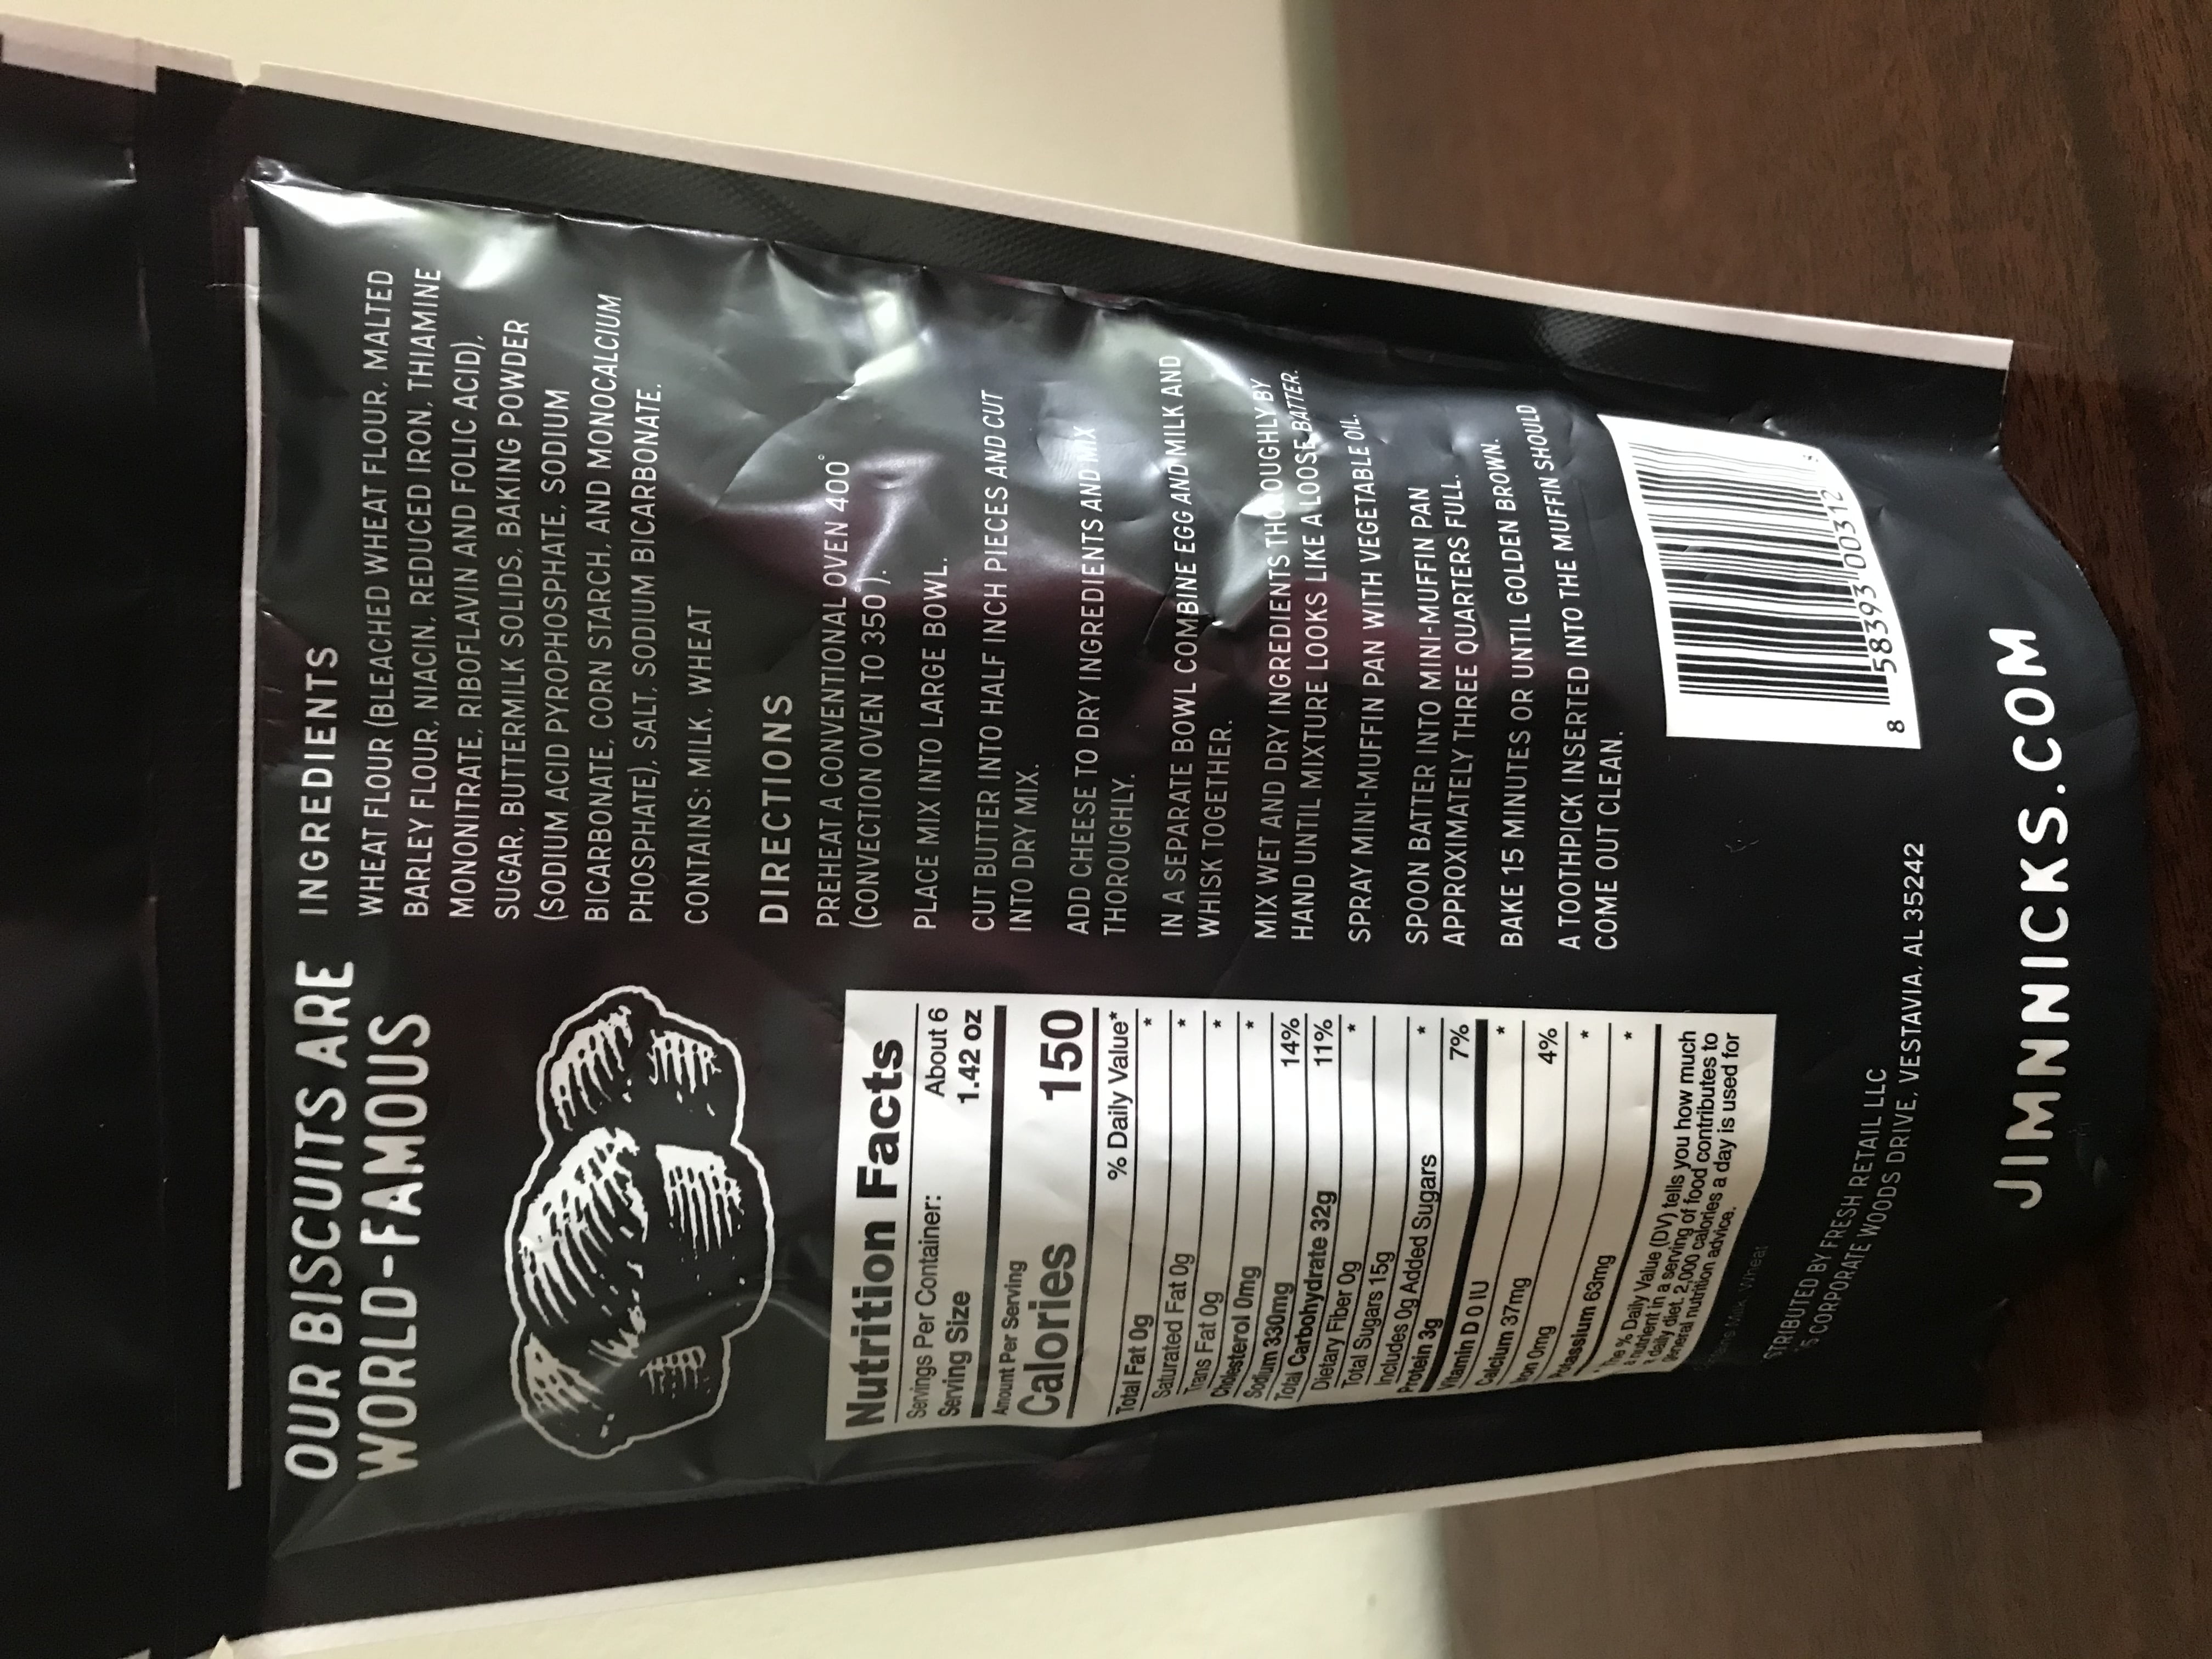 OUR BISCUITS ARE
WORLD-FAMOUS
Nutrition Facts
Servings Per Container: About 6
Serving Size 1.42 oz
Amount Per Serving
Calories 150
% Daily Value*
Total Fat 0g *
Saturated Fat 0g *
Trans Fat 0g *
Cholesterol 0mg *
Sodium 330mg 14%
Total Carbohydrate 32g 11%
Dietary Fiber 0g *
Total Sugars 15g
Includes 0g Added Sugars *
Protein 3g 7%
Vitamin D 0 IU *
Calcium 37mg 4%
Iron 0mg *
Potassium 63mg *
* The % Daily Value (DV) tells you how much
a nutrient in a serving of food contributes to
a daily diet. 2,000 calories a day is used for
general nutrition advice.
Milk, Wheat
BY FRESH RETAIL LLC
CORPORATE WOODS DRIVE, VESTAVIA, AL 35242
INGREDIENTS
WHEAT FLOUR (BLEACHED WHEAT FLOUR, MALTED
BARLEY FLOUR, NIACIN, REDUCED IRON, THIAMINE
MONONITRATE, RIBOFLAVIN AND FOLIC ACID),
SUGAR, BUTTERMILK SOLIDS, BAKING POWDER
(SODIUM ACID PYROPHOSPHATE, SODIUM
BICARBONATE, CORN STARCH, AND MONOCALCIUM
PHOSPHATE), SALT, SODIUM BICARBONATE.
CONTAINS: MILK, WHEAT
DIRECTIONS
PREHEAT A CONVENTIONAL OVEN 400°
(CONVECTION OVEN TO 350°).
PLACE MIX INTO LARGE BOWL.
CUT BUTTER INTO HALF INCH PIECES AND CUT
INTO DRY MIX.
ADD CHEESE TO DRY INGREDIENTS AND MIX
THOROUGHLY.
IN A SEPARATE BOWL COMBINE EGG AND MILK AND
WHISK TOGETHER.
MIX WET AND DRY INGREDIENTS THOROUGHLY BY
HAND UNTIL MIXTURE LOOKS LIKE A LOOSE BATTER.
SPRAY MINI-MUFFIN PAN WITH VEGETABLE OIL.
SPOON BATTER INTO MINI-MUFFIN PAN
APPROXIMATELY THREE QUARTERS FULL.
BAKE 15 MINUTES OR UNTIL GOLDEN BROWN.
A TOOTHPICK INSERTED INTO THE MUFFIN SHOULD
COME OUT CLEAN.
8 58393 00312
JIMNNICKS.COM